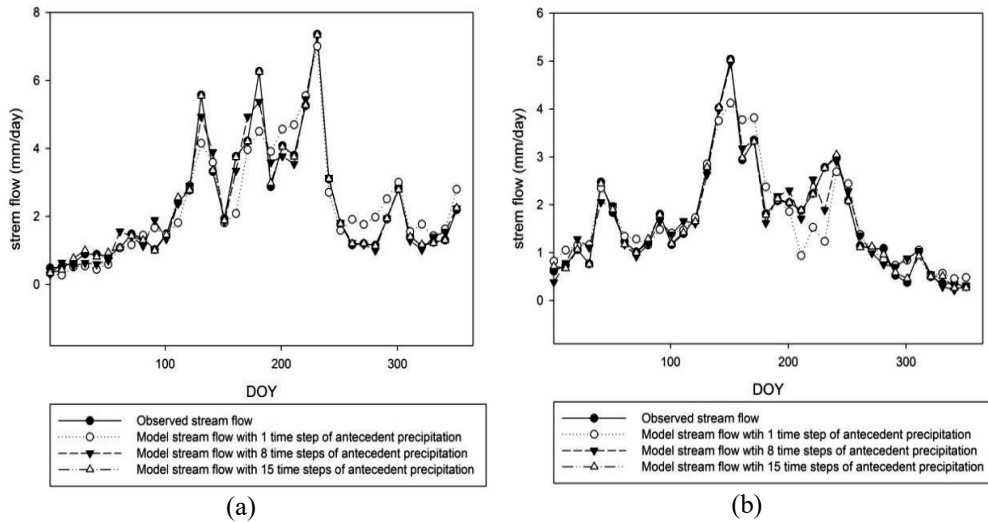 8
6
4
2
0
strem flow (mm/day)
100
200
300
DOY
Observed stream flow
Model stream flow with 1 time step of antecedent precipitation
Model stream flow with 8 time steps of antecedent precipitation
Model stream flow with 15 time steps of antecedent precipitation
(a)
6
5
4
3
2
1
0
strem flow (mm/day)
100
200
300
DOY
Observed stream flow
Model stream flow wtih 1 time step of antecedent precipitation
Model stream flow wtih 8 time steps of antecedent precipitation
Model stream flow wtih 15 time steps of antecedent precipitation
(b)